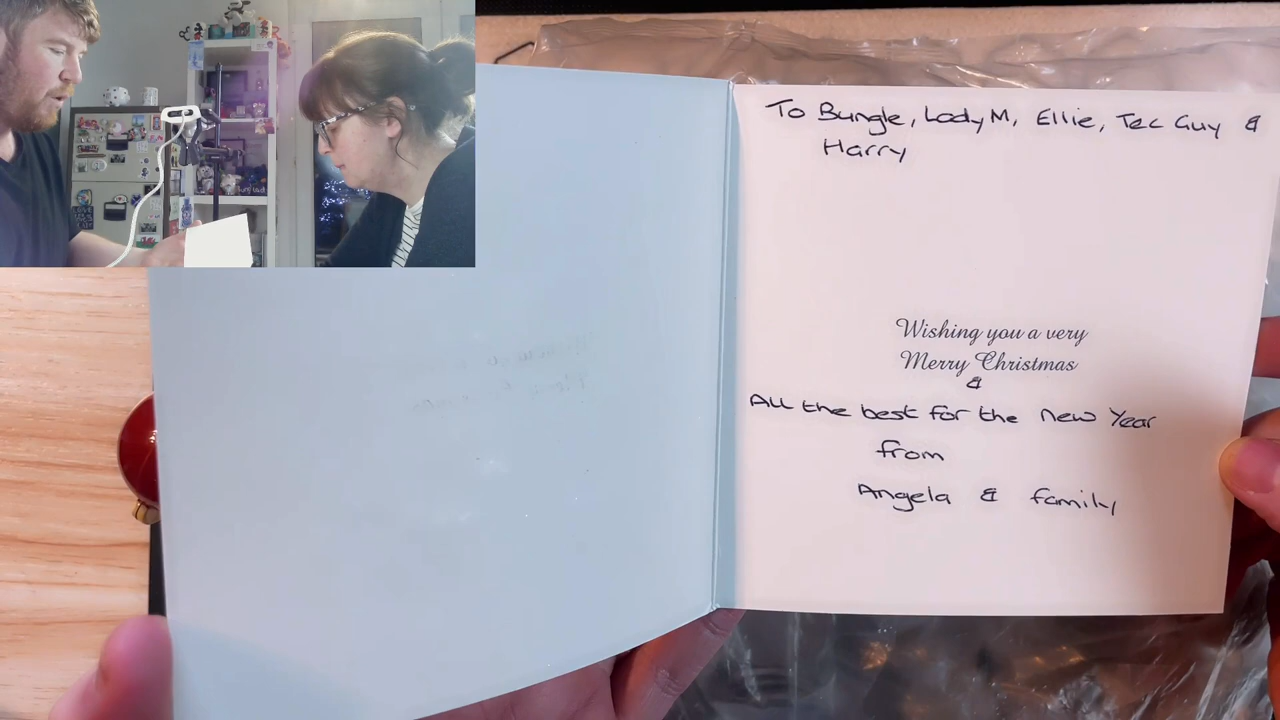 To Bungle, Lady M, Ellie, Tec Guy &
Harry
Wishing you a very
Merry Christmas
&
All the best for the New Year
from
Angela & family